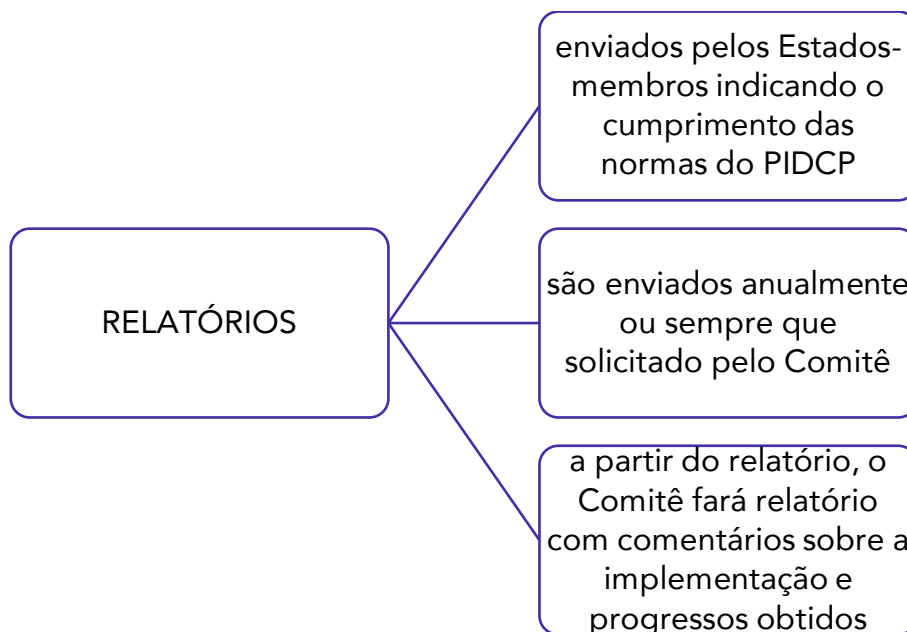 RELATÓRIOS
enviados pelos Estados-
membros indicando o
cumprimento das
normas do PIDCP
são enviados anualmente
ou sempre que
solicitado pelo Comitê
a partir do relatório, o
Comitê fará relatório
com comentários sobre a
implementação e
progressos obtidos